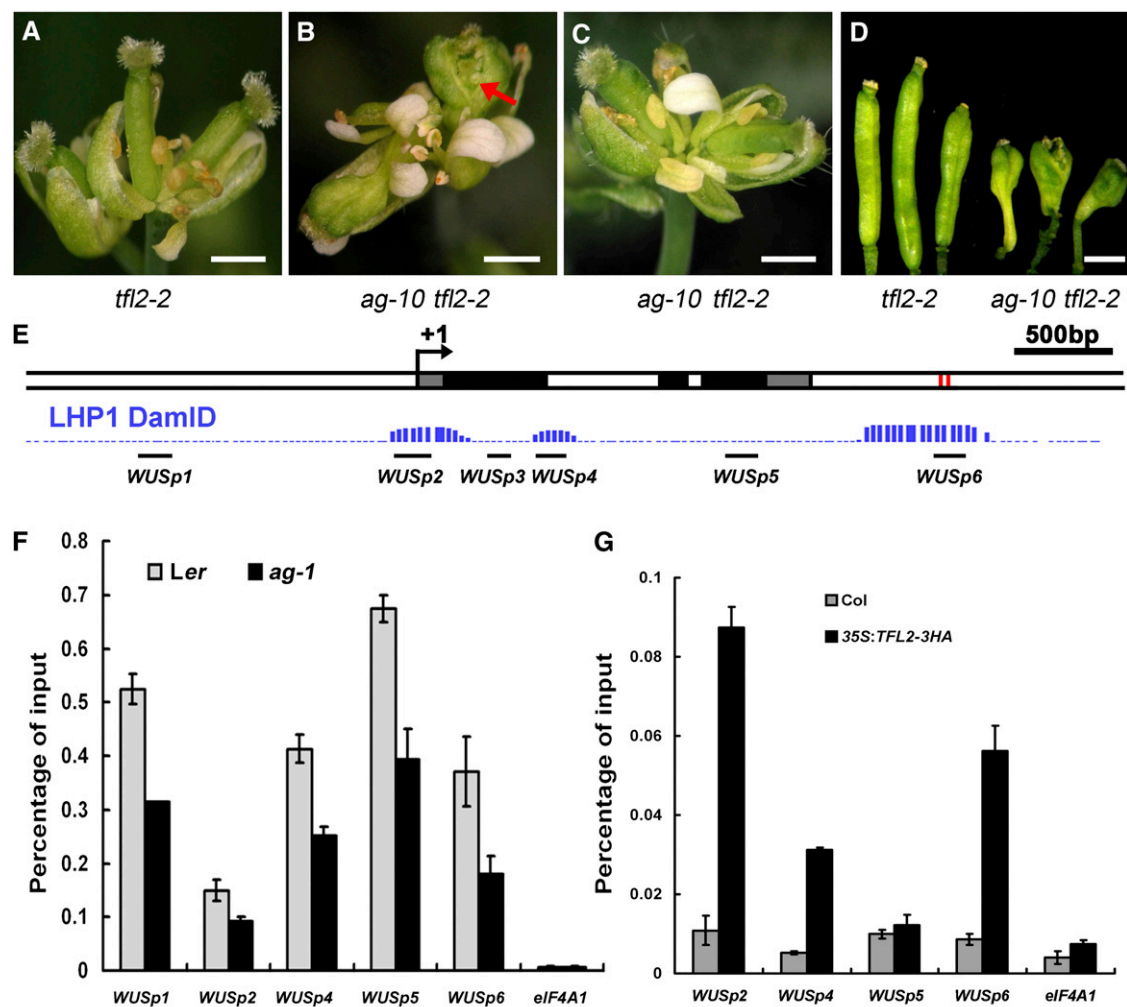 A
B
C
D
tfl2-2
ag-10 tfl2-2
ag-10 tfl2-2
tfl2-2
ag-10 tfl2-2
E
+1
500bp
LHP1 DamID
WUSp1
WUSp2
WUSp3
WUSp4
WUSp5
WUSp6
F
Percentage of input
0.8
0.7
0.6
0.5
0.4
0.3
0.2
0.1
0
Ler
ag-1
WUSp1
WUSp2
WUSp4
WUSp5
WUSp6
eIF4A1
G
Percentage of input
0.1
0.08
0.06
0.04
0.02
0
Col
35S:TFL2-3HA
WUSp2
WUSp4
WUSp5
WUSp6
eIF4A1